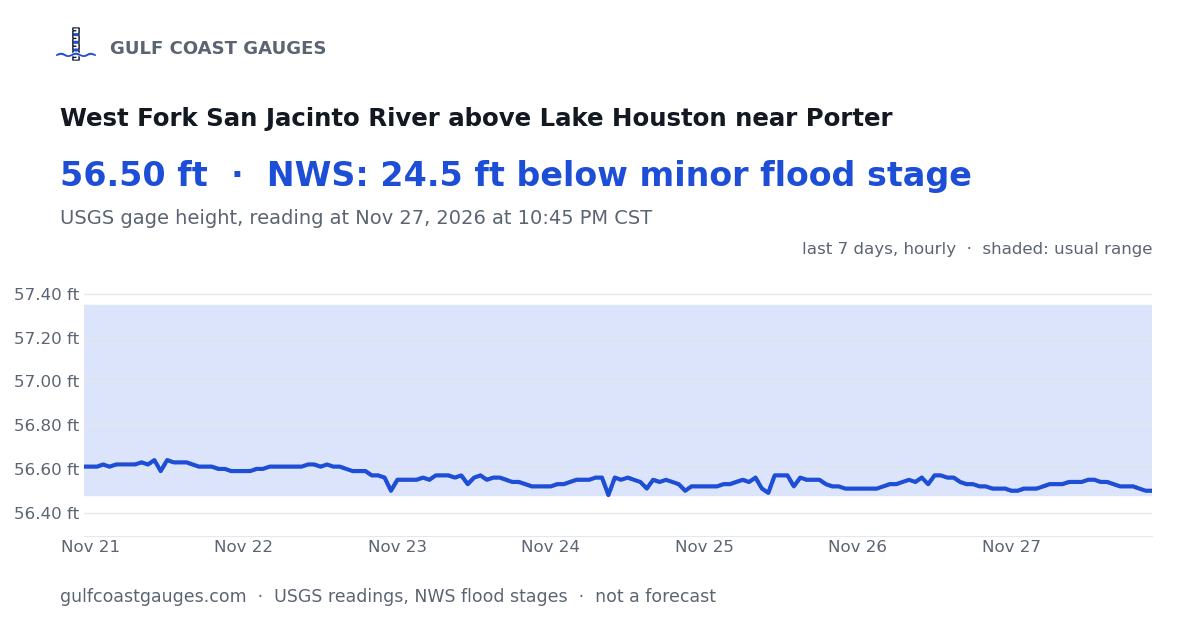 GULF COAST GAUGES
West Fork San Jacinto River above Lake Houston near Porter
56.50 ft · NWS: 24.5 ft below minor flood stage
USGS gage height, reading at Nov 27, 2026 at 10:45 PM CST
last 7 days, hourly · shaded: usual range
57.40 ft
57.20 ft
57.00 ft
56.80 ft
56.60 ft
56.40 ft
Nov 21 Nov 22 Nov 23 Nov 24 Nov 25 Nov 26 Nov 27
gulfcoastgauges.com · USGS readings, NWS flood stages · not a forecast